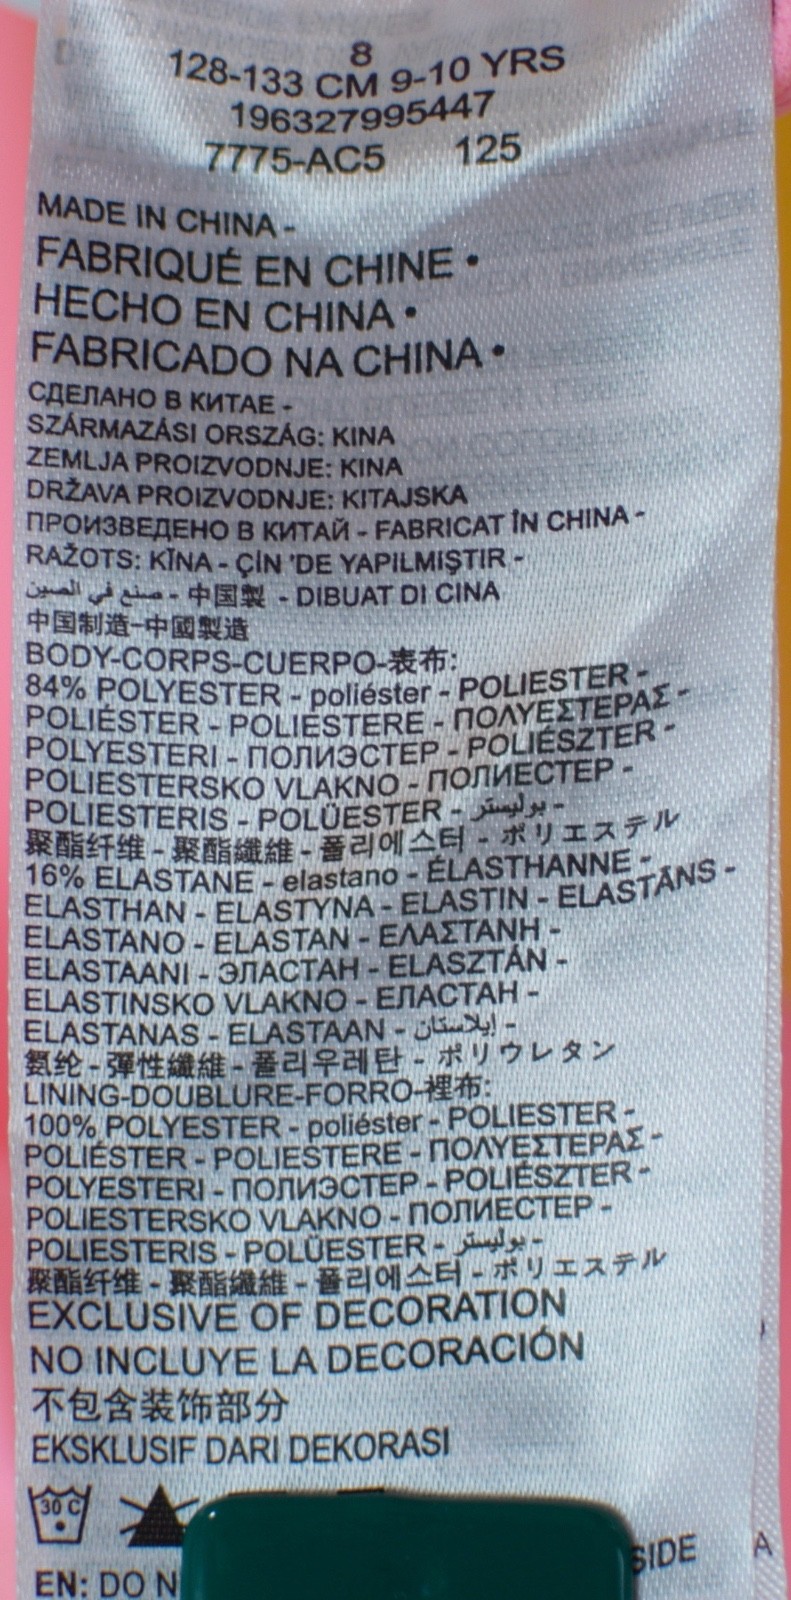 8
128-133 CM 9-10 YRS
196327995447
7775-AC5 125
MADE IN CHINA -
FABRIQUÉ EN CHINE •
HECHO EN CHINA •
FABRICADO NA CHINA •
СДЕЛАНО В КИТАЕ -
SZÁRMAZÁSI ORSZÁG: KINA
ZEMLJA PROIZVODNJE: KINA
DRŽAVA PROIZVODNJE: KITAJSKA
ПРОИЗВЕДЕНО В КИТАЙ - FABRICAT ÎN CHINA -
RAŽOTS: KĪNA - ÇİN 'DE YAPILMIŞTIR -
صنع في الصين - 中国製 - DIBUAT DI CINA
中国制造-中國製造
BODY-CORPS-CUERPO-表布:
84% POLYESTER - poliéster - POLIESTER -
POLIÉSTER - POLIESTERE - ΠΟΛΥΕΣΤΕΡΑΣ -
POLYESTERI - ПОЛИЭСТЕР - POLIÉSZTER -
POLIESTERSKO VLAKNO - ПОЛИЕСТЕР -
POLIESTERIS - POLÜESTER - بوليستر -
聚酯纤维 - 聚酯纖維 - 폴리에스터 - ポリエステル
16% ELASTANE - elastano - ÉLASTHANNE -
ELASTHAN - ELASTYNA - ELASTIN - ELASTĀNS -
ELASTANO - ELASTAN - ΕΛΑΣΤΑΝΗ -
ELASTAANI - ЭЛАСТАН - ELASZTÁN -
ELASTINSKO VLAKNO - ЕЛАСТАН -
ELASTANAS - ELASTAAN - إيلاستان -
氨纶 - 彈性纖維 - 폴리우레탄 - ポリウレタン
LINING-DOUBLURE-FORRO-裡布:
100% POLYESTER - poliéster - POLIESTER -
POLIÉSTER - POLIESTERE - ΠΟΛΥΕΣΤΕΡΑΣ -
POLYESTERI - ПОЛИЭСТЕР - POLIÉSZTER -
POLIESTERSKO VLAKNO - ПОЛИЕСТЕР -
POLIESTERIS - POLÜESTER - بوليستر -
聚酯纤维 - 聚酯纖維 - 폴리에스터 - ポリエステル
EXCLUSIVE OF DECORATION
NO INCLUYE LA DECORACIÓN
不包含装饰部分
EKSKLUSIF DARI DEKORASI
30 C
SIDE A
EN: DO N